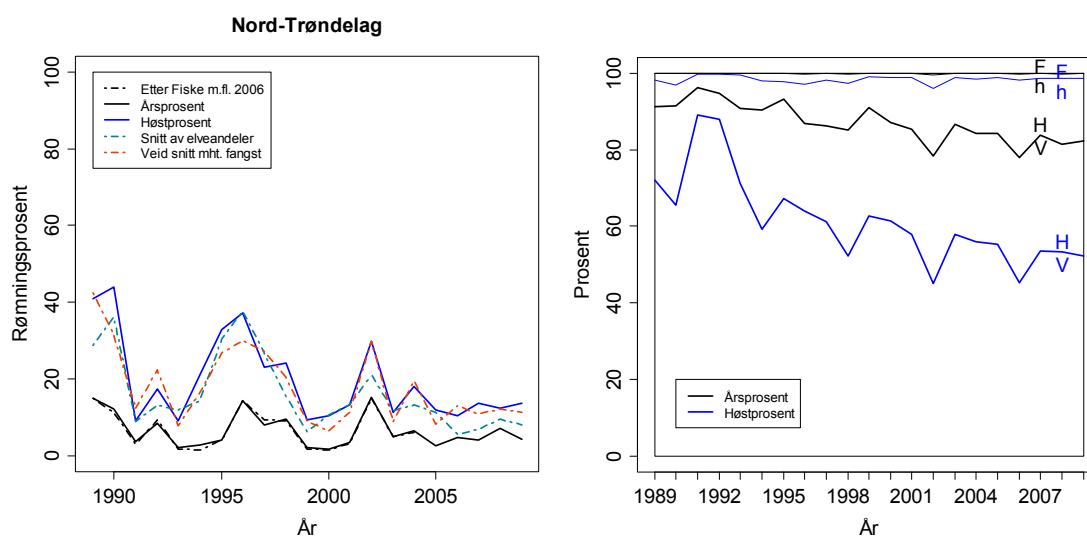 Nord-Trøndelag
Rømningsprosent
100
80
60
40
20
0
Etter Fiske m.fl. 2006
Årsprosent
Høstprosent
Snitt av elveandeler
Veid snitt mht. fangst
1990 1995 2000 2005
År
Prosent
100
80
60
40
20
0
F F
h h
H
V
H
V
Årsprosent
Høstprosent
1989 1992 1995 1998 2001 2004 2007
År